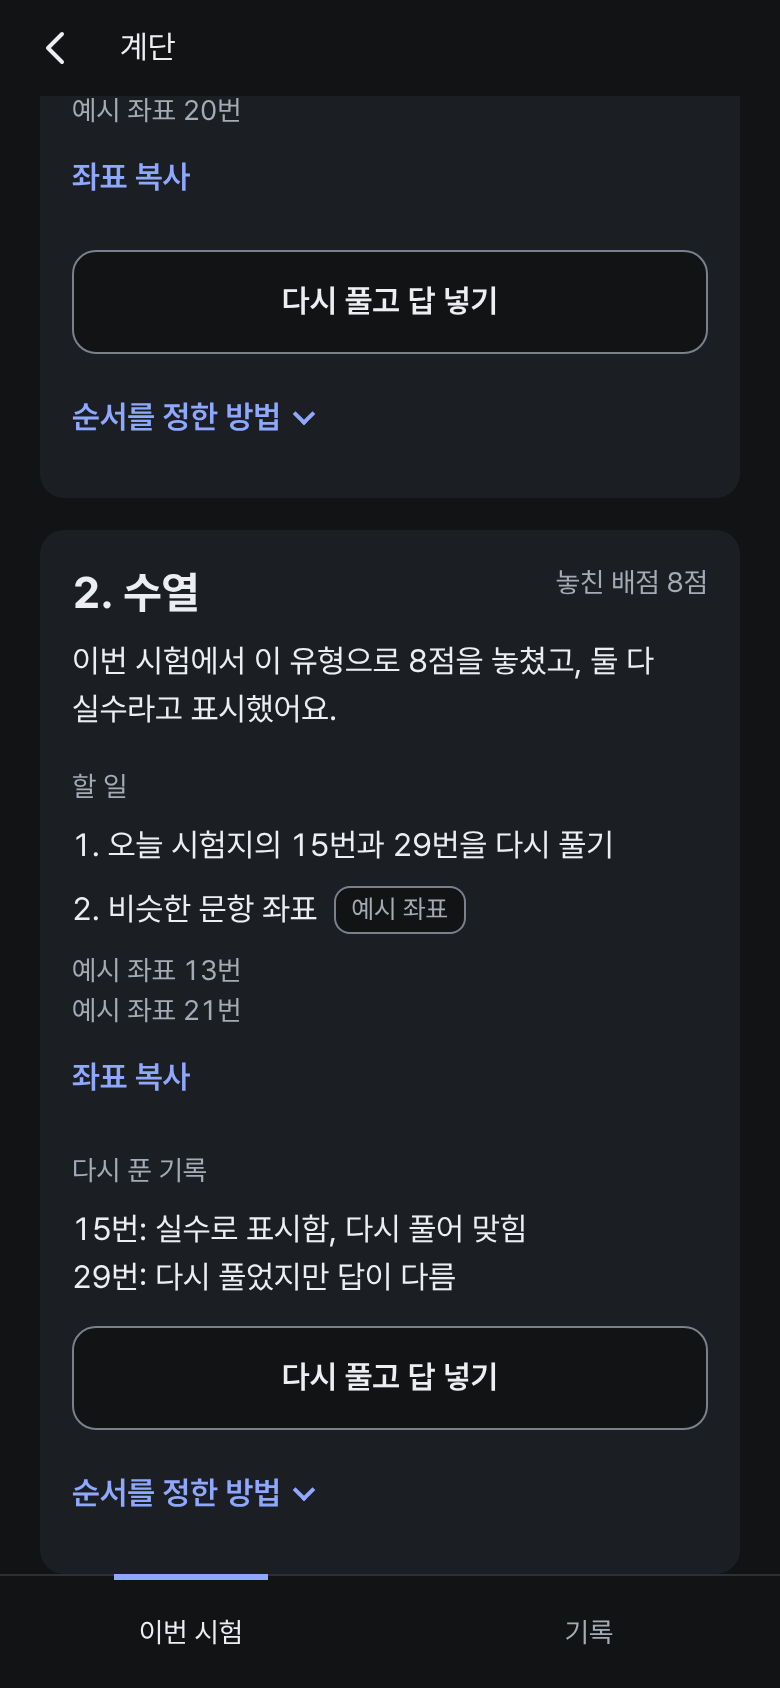 계단
예시 좌표 20번
좌표 복사
다시 풀고 답 넣기
순서를 정한 방법
2. 수열
놓친 배점 8점
이번 시험에서 이 유형으로 8점을 놓쳤고, 둘 다
실수라고 표시했어요.
할 일
1. 오늘 시험지의 15번과 29번을 다시 풀기
2. 비슷한 문항 좌표 예시 좌표
예시 좌표 13번
예시 좌표 21번
좌표 복사
다시 푼 기록
15번: 실수로 표시함, 다시 풀어 맞힘
29번: 다시 풀었지만 답이 다름
다시 풀고 답 넣기
순서를 정한 방법
이번 시험
기록